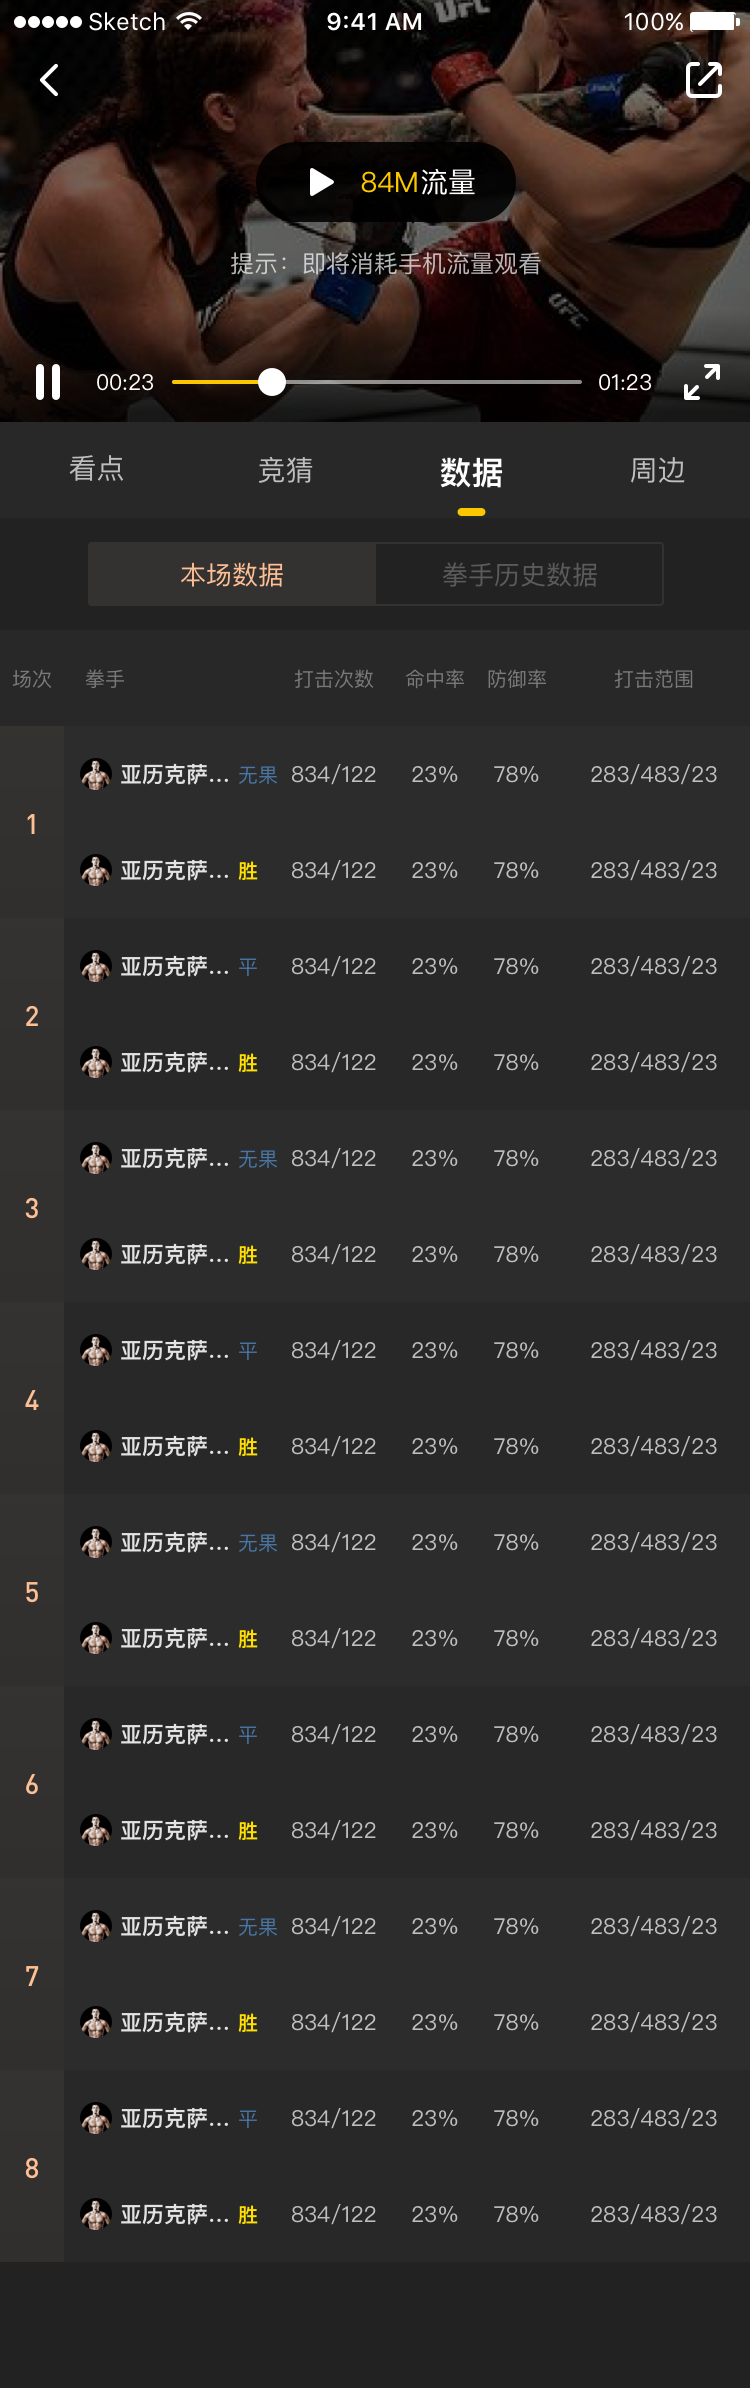 Sketch 9:41 AM 100%
UFC
84M流量
提示：即将消耗手机流量观看
UFC
00:23 01:23
看点 竞猜 数据 周边
本场数据 拳手历史数据
场次 拳手 打击次数 命中率 防御率 打击范围
亚历克萨... 无果 834/122 23% 78% 283/483/23
1
亚历克萨... 胜 834/122 23% 78% 283/483/23
亚历克萨... 平 834/122 23% 78% 283/483/23
2
亚历克萨... 胜 834/122 23% 78% 283/483/23
亚历克萨... 无果 834/122 23% 78% 283/483/23
3
亚历克萨... 胜 834/122 23% 78% 283/483/23
亚历克萨... 平 834/122 23% 78% 283/483/23
4
亚历克萨... 胜 834/122 23% 78% 283/483/23
亚历克萨... 无果 834/122 23% 78% 283/483/23
5
亚历克萨... 胜 834/122 23% 78% 283/483/23
亚历克萨... 平 834/122 23% 78% 283/483/23
6
亚历克萨... 胜 834/122 23% 78% 283/483/23
亚历克萨... 无果 834/122 23% 78% 283/483/23
7
亚历克萨... 胜 834/122 23% 78% 283/483/23
亚历克萨... 平 834/122 23% 78% 283/483/23
8
亚历克萨... 胜 834/122 23% 78% 283/483/23